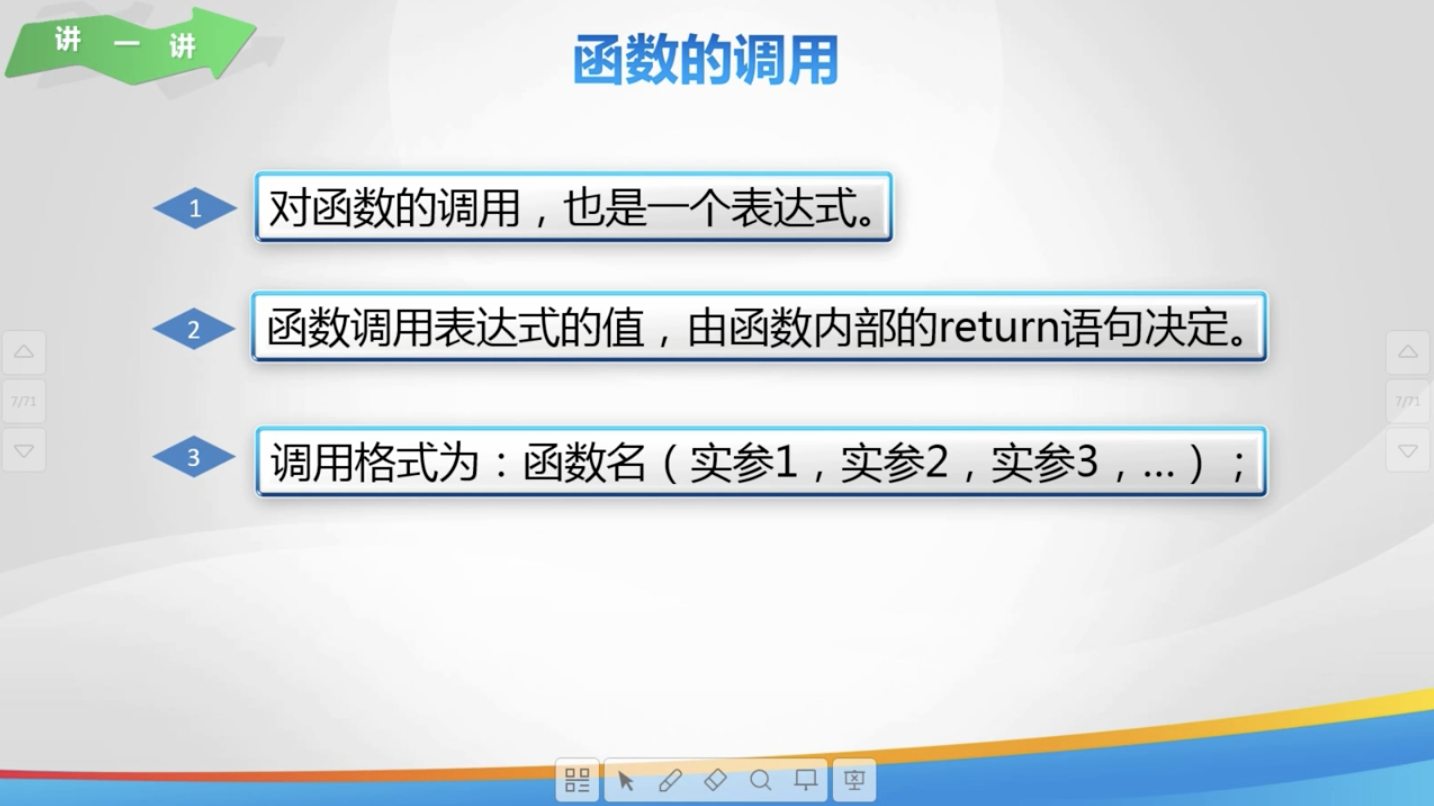 讲一讲
函数的调用
1 对函数的调用，也是一个表达式。
2 函数调用表达式的值，由函数内部的return语句决定。
3 调用格式为：函数名（实参1，实参2，实参3，…）；
7/71
7/71